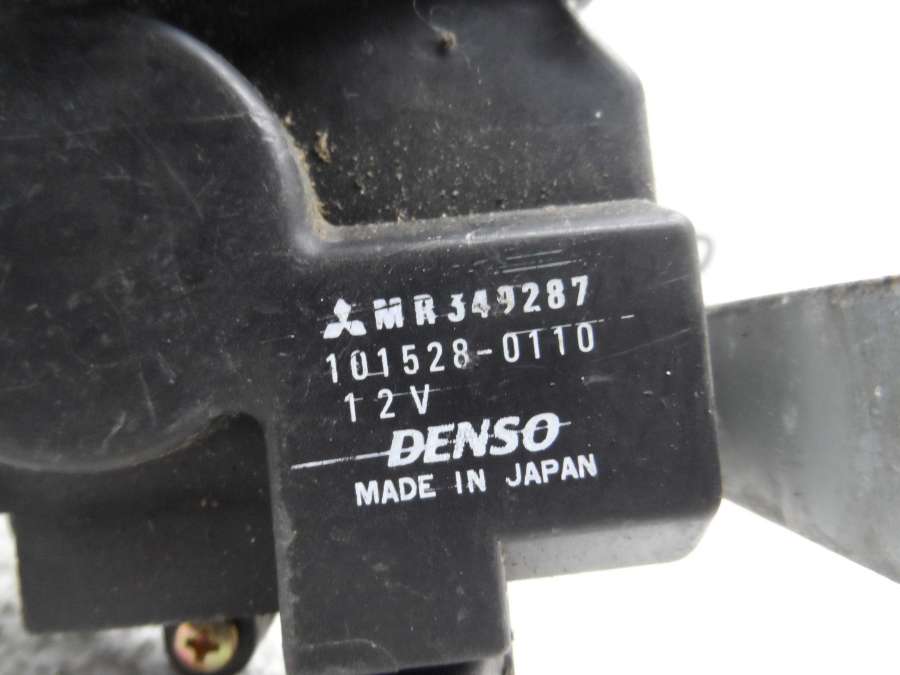 MR349287
101528-0110
12V
DENSO
MADE IN JAPAN